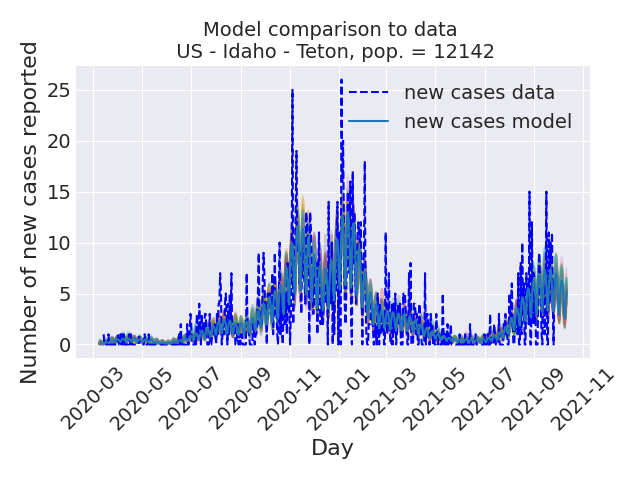 Model comparison to data
US - Idaho - Teton, pop. = 12142
Number of new cases reported
25
20
15
10
5
0
new cases data
new cases model
2020-03
2020-05
2020-07
2020-09
2020-11
2021-01
2021-03
2021-05
2021-07
2021-09
2021-11
Day